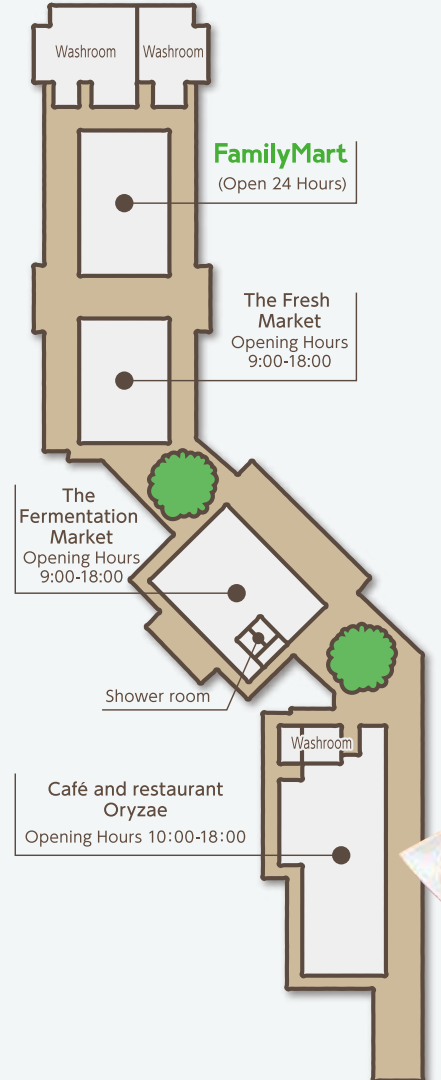 Washroom
Washroom
FamilyMart
(Open 24 Hours)
The Fresh
Market
Opening Hours
9:00-18:00
The
Fermentation
Market
Opening Hours
9:00-18:00
Shower room
Washroom
Café and restaurant
Oryzae
Opening Hours 10:00-18:00